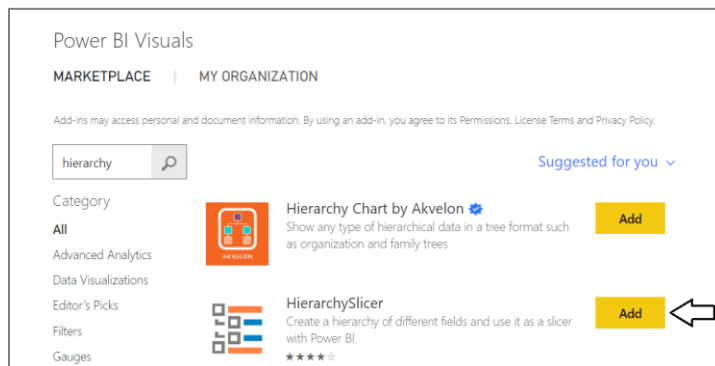 Power BI Visuals
MARKETPLACE | MY ORGANIZATION
Add-ins may access personal and document information. By using an add-in, you agree to its Permissions, License Terms and Privacy Policy.
hierarchy
Suggested for you
Category
All
Advanced Analytics
Data Visualizations
Editor's Picks
Filters
Gauges
AKVELON
Hierarchy Chart by Akvelon
Show any type of hierarchical data in a tree format such
as organization and family trees
Add
HierarchySlicer
Create a hierarchy of different fields and use it as a slicer
with Power BI.
Add